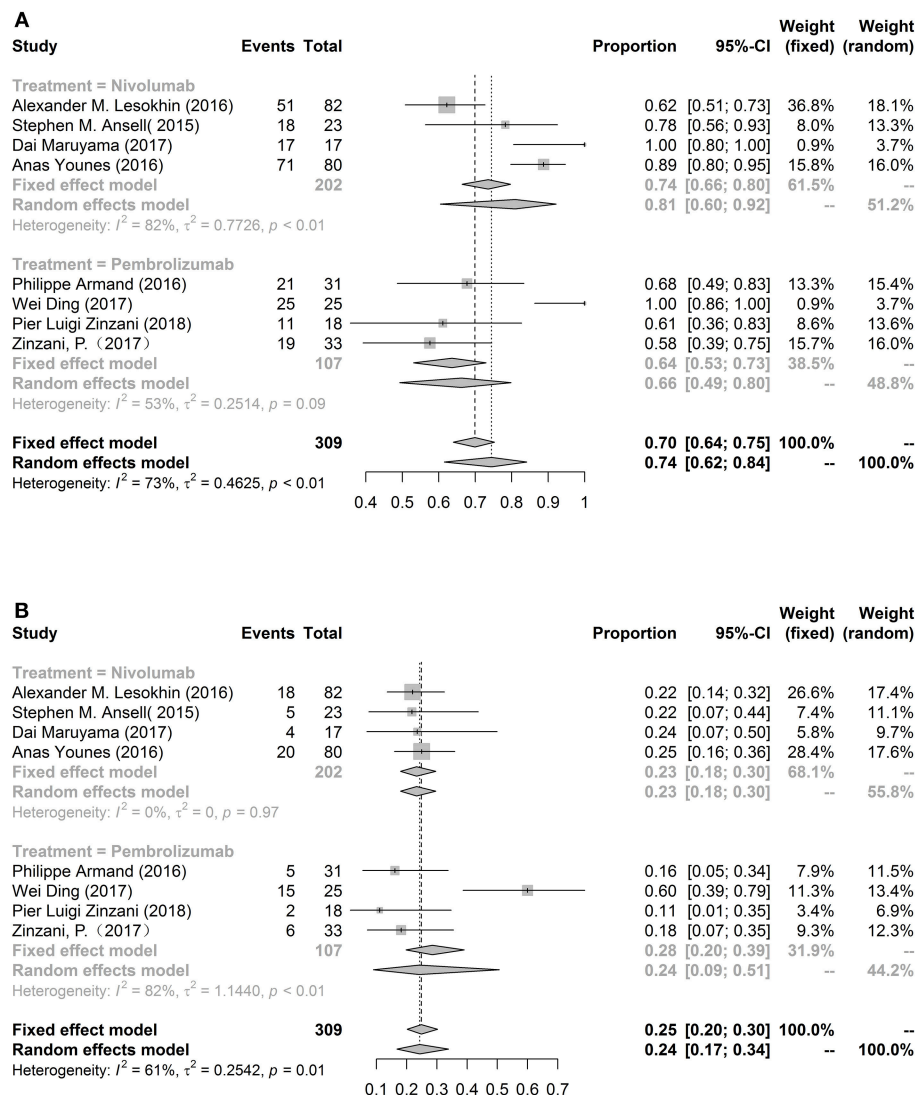 A
Weight Weight
Study Events Total Proportion 95%-CI (fixed) (random)
Treatment = Nivolumab
Alexander M. Lesokhin (2016) 51 82 0.62 [0.51; 0.73] 36.8% 18.1%
Stephen M. Ansell( 2015) 18 23 0.78 [0.56; 0.93] 8.0% 13.3%
Dai Maruyama (2017) 17 17 1.00 [0.80; 1.00] 0.9% 3.7%
Anas Younes (2016) 71 80 0.89 [0.80; 0.95] 15.8% 16.0%
Fixed effect model 202 0.74 [0.66; 0.80] 61.5% --
Random effects model 0.81 [0.60; 0.92] -- 51.2%
Heterogeneity: I² = 82%, τ² = 0.7726, p < 0.01
Treatment = Pembrolizumab
Philippe Armand (2016) 21 31 0.68 [0.49; 0.83] 13.3% 15.4%
Wei Ding (2017) 25 25 1.00 [0.86; 1.00] 0.9% 3.7%
Pier Luigi Zinzani (2018) 11 18 0.61 [0.36; 0.83] 8.6% 13.6%
Zinzani, P.（2017） 19 33 0.58 [0.39; 0.75] 15.7% 16.0%
Fixed effect model 107 0.64 [0.53; 0.73] 38.5% --
Random effects model 0.66 [0.49; 0.80] -- 48.8%
Heterogeneity: I² = 53%, τ² = 0.2514, p = 0.09
Fixed effect model 309 0.70 [0.64; 0.75] 100.0% --
Random effects model 0.74 [0.62; 0.84] -- 100.0%
Heterogeneity: I² = 73%, τ² = 0.4625, p < 0.01
0.4 0.5 0.6 0.7 0.8 0.9 1
B
Weight Weight
Study Events Total Proportion 95%-CI (fixed) (random)
Treatment = Nivolumab
Alexander M. Lesokhin (2016) 18 82 0.22 [0.14; 0.32] 26.6% 17.4%
Stephen M. Ansell( 2015) 5 23 0.22 [0.07; 0.44] 7.4% 11.1%
Dai Maruyama (2017) 4 17 0.24 [0.07; 0.50] 5.8% 9.7%
Anas Younes (2016) 20 80 0.25 [0.16; 0.36] 28.4% 17.6%
Fixed effect model 202 0.23 [0.18; 0.30] 68.1% --
Random effects model 0.23 [0.18; 0.30] -- 55.8%
Heterogeneity: I² = 0%, τ² = 0, p = 0.97
Treatment = Pembrolizumab
Philippe Armand (2016) 5 31 0.16 [0.05; 0.34] 7.9% 11.5%
Wei Ding (2017) 15 25 0.60 [0.39; 0.79] 11.3% 13.4%
Pier Luigi Zinzani (2018) 2 18 0.11 [0.01; 0.35] 3.4% 6.9%
Zinzani, P.（2017） 6 33 0.18 [0.07; 0.35] 9.3% 12.3%
Fixed effect model 107 0.28 [0.20; 0.39] 31.9% --
Random effects model 0.24 [0.09; 0.51] -- 44.2%
Heterogeneity: I² = 82%, τ² = 1.1440, p < 0.01
Fixed effect model 309 0.25 [0.20; 0.30] 100.0% --
Random effects model 0.24 [0.17; 0.34] -- 100.0%
Heterogeneity: I² = 61%, τ² = 0.2542, p = 0.01
0.1 0.2 0.3 0.4 0.5 0.6 0.7